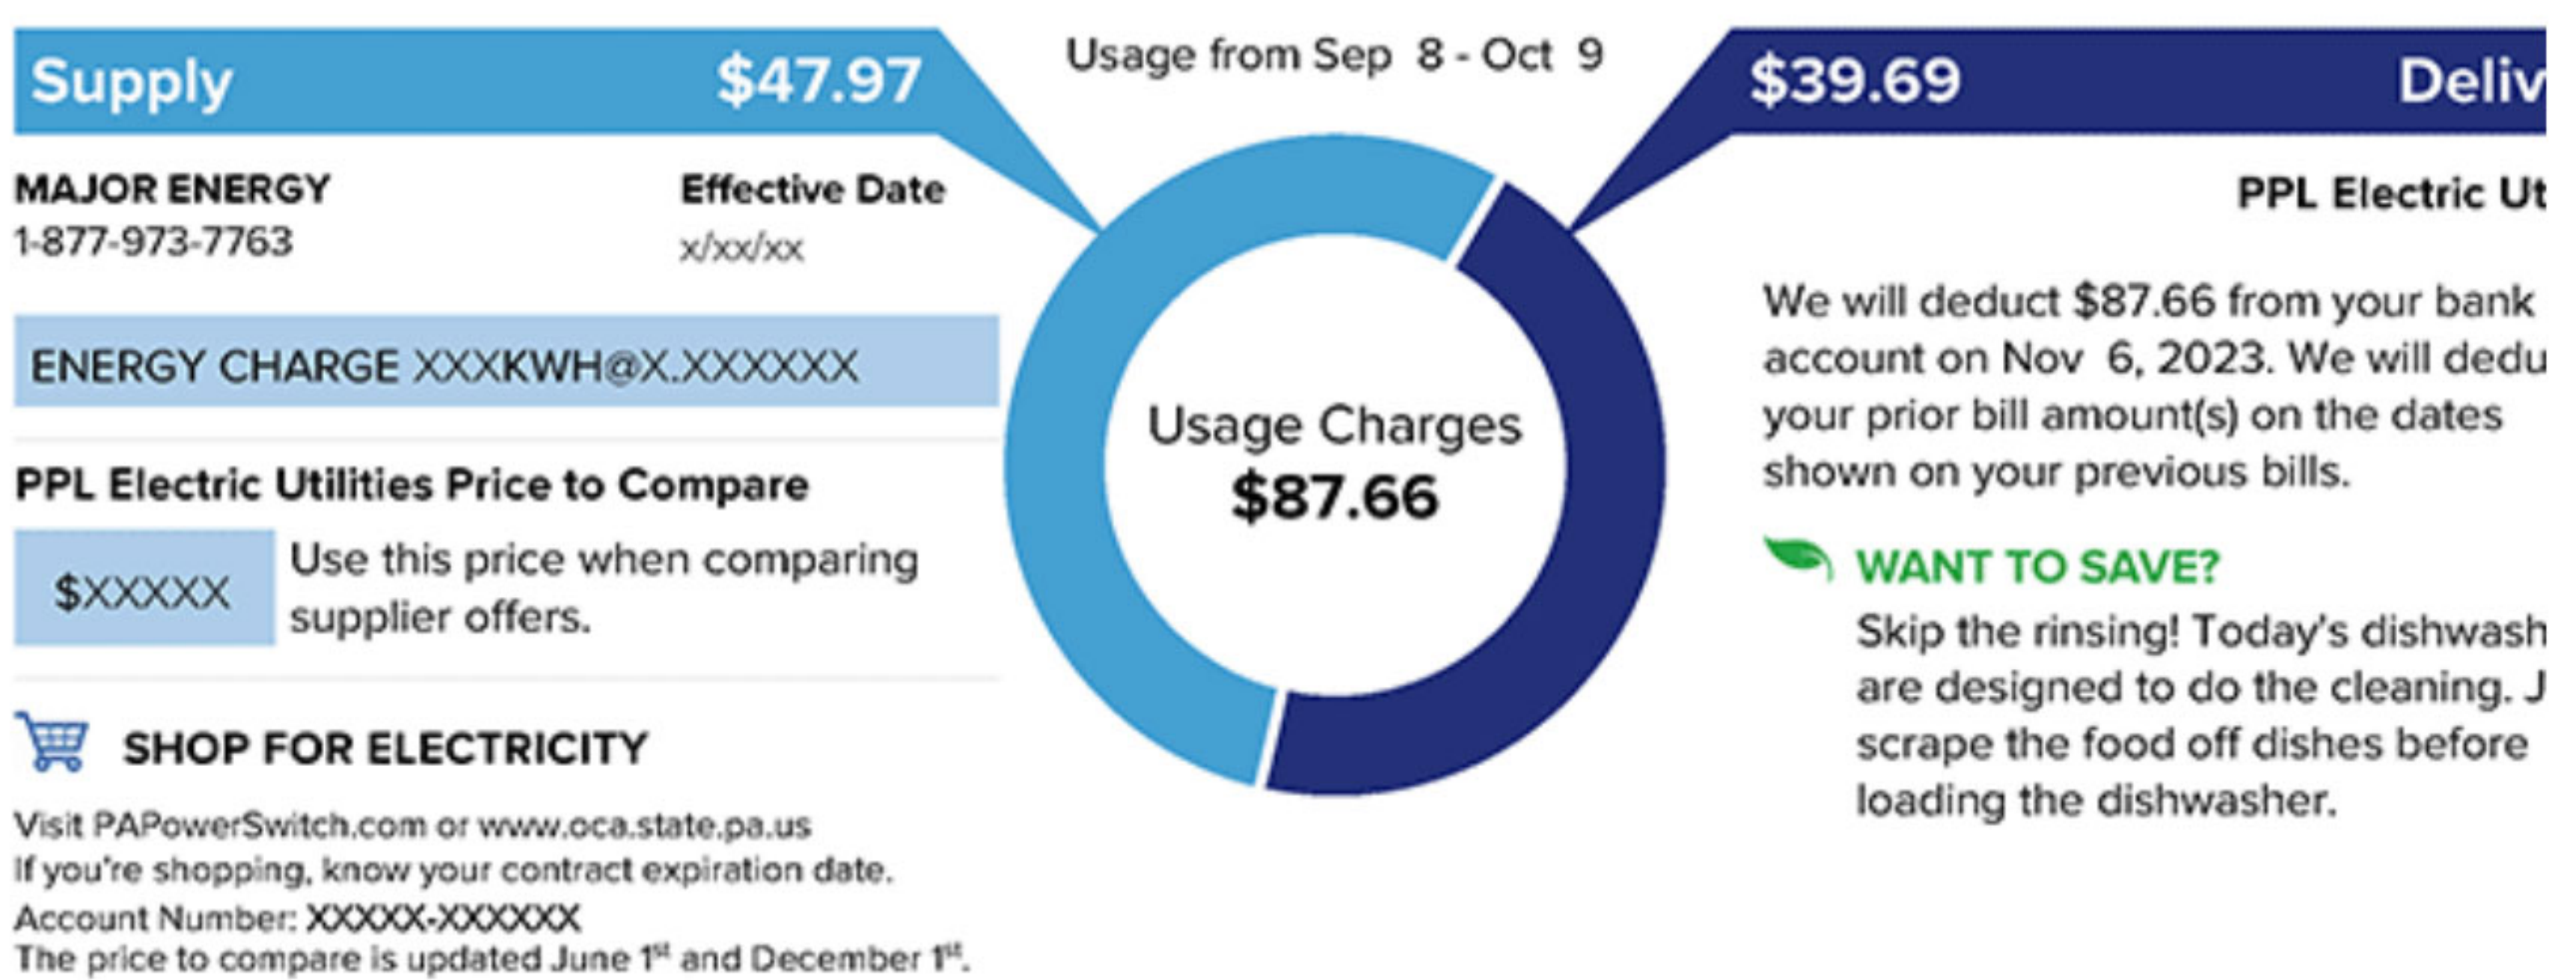 Supply $47.97
MAJOR ENERGY
1-877-973-7763
Effective Date
x/xx/xx
ENERGY CHARGE XXXKWH@X.XXXXXX
PPL Electric Utilities Price to Compare
$XXXXX
Use this price when comparing
supplier offers.
SHOP FOR ELECTRICITY
Visit PAPowerSwitch.com or www.oca.state.pa.us
If you're shopping, know your contract expiration date.
Account Number: XXXXX-XXXXXX
The price to compare is updated June 1st and December 1st.
Usage from Sep 8 - Oct 9
Usage Charges
$87.66
$39.69 Deliv
PPL Electric Ut
We will deduct $87.66 from your bank
account on Nov 6, 2023. We will dedu
your prior bill amount(s) on the dates
shown on your previous bills.
WANT TO SAVE?
Skip the rinsing! Today's dishwash
are designed to do the cleaning. J
scrape the food off dishes before
loading the dishwasher.